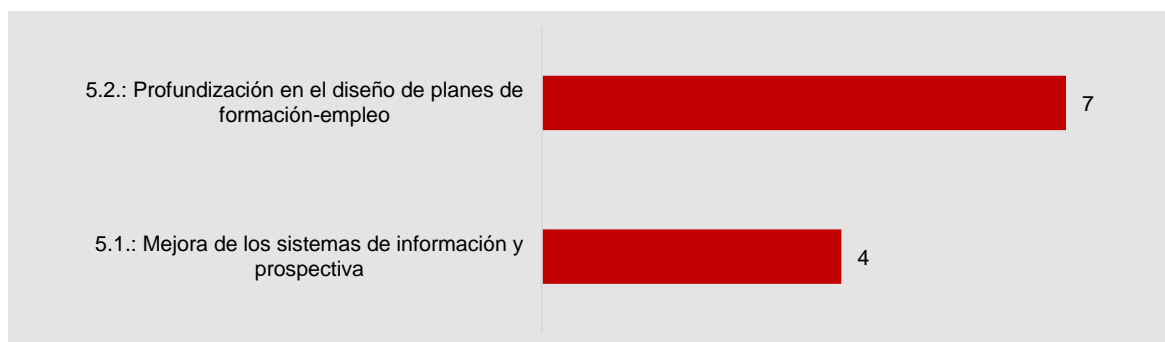 5.2.: Profundización en el diseño de planes de
formación-empleo
7
5.1.: Mejora de los sistemas de información y
prospectiva
4